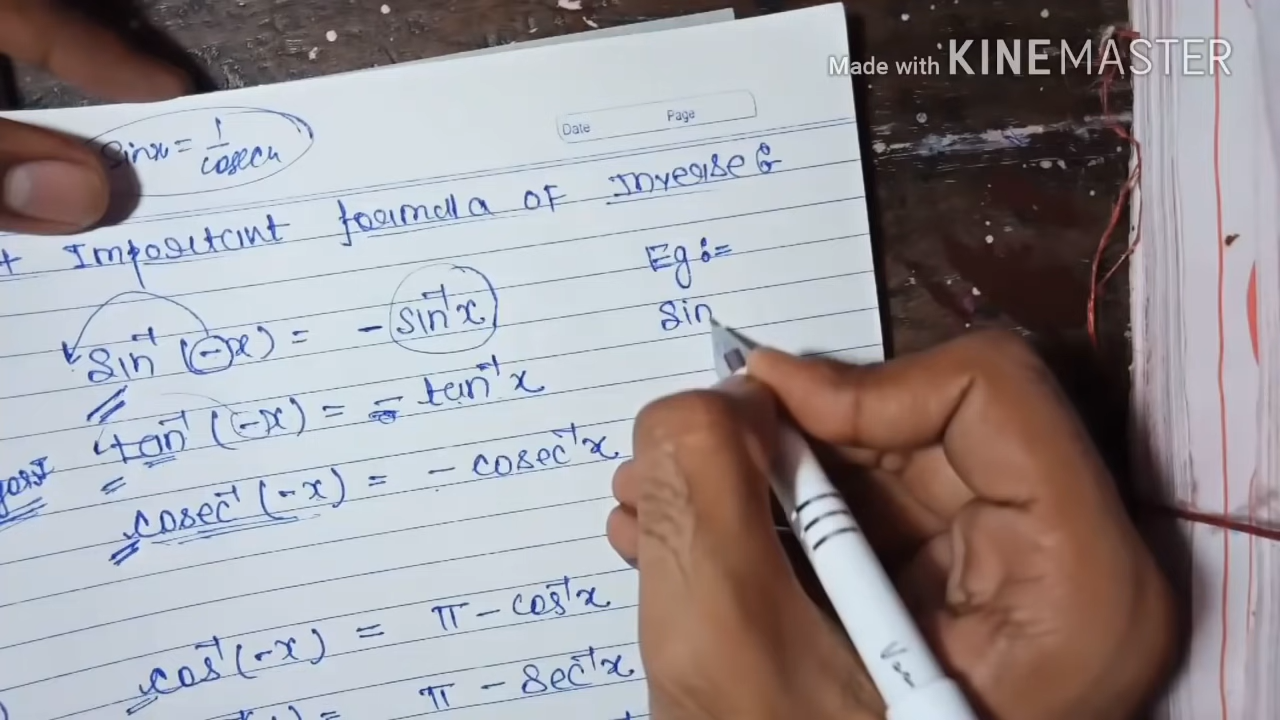 Made with KINEMASTER
sinx = 1/cosecx
Date Page
Important formula of Inverse
Eg :=
sin⁻¹(-x) = - sin⁻¹x
Sin
tan⁻¹(-x) = - tan⁻¹x
cosec⁻¹(-x) = - cosec⁻¹x
cos⁻¹(-x) = π - cos⁻¹x
π - sec⁻¹x